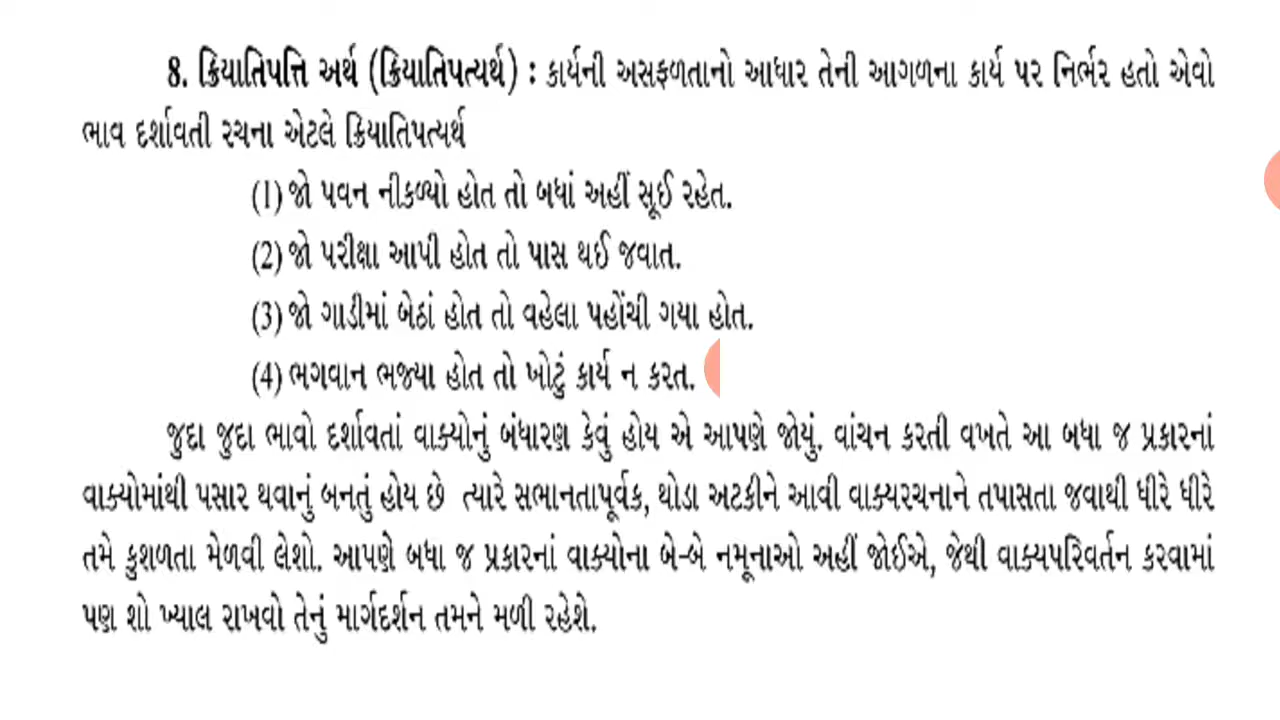 8. ક્રિયાતિપત્તિ અર્થ (ક્રિયાતિપત્યર્થ) : કાર્યની અસફળતાનો આધાર તેની આગળના કાર્ય પર નિર્ભર હતો એવો
ભાવ દર્શાવતી રચના એટલે ક્રિયાતિપત્યર્થ
(1) જો પવન નીકળ્યો હોત તો બધાં અહીં સૂઈ રહેત.
(2) જો પરીક્ષા આપી હોત તો પાસ થઈ જવાત.
(3) જો ગાડીમાં બેઠાં હોત તો વહેલા પહોંચી ગયા હોત.
(4) ભગવાન ભજ્યા હોત તો ખોટું કાર્ય ન કરત.
જુદા જુદા ભાવો દર્શાવતાં વાક્યોનું બંધારણ કેવું હોય એ આપણે જોયું. વાંચન કરતી વખતે આ બધા જ પ્રકારનાં
વાક્યોમાંથી પસાર થવાનું બનતું હોય છે ત્યારે સભાનતાપૂર્વક, થોડા અટકીને આવી વાક્યરચનાને તપાસતા જવાથી ધીરે ધીરે
તમે કુશળતા મેળવી લેશો. આપણે બધા જ પ્રકારનાં વાક્યોના બે-બે નમૂનાઓ અહીં જોઈએ, જેથી વાક્યપરિવર્તન કરવામાં
પણ શો ખ્યાલ રાખવો તેનું માર્ગદર્શન તમને મળી રહેશે.